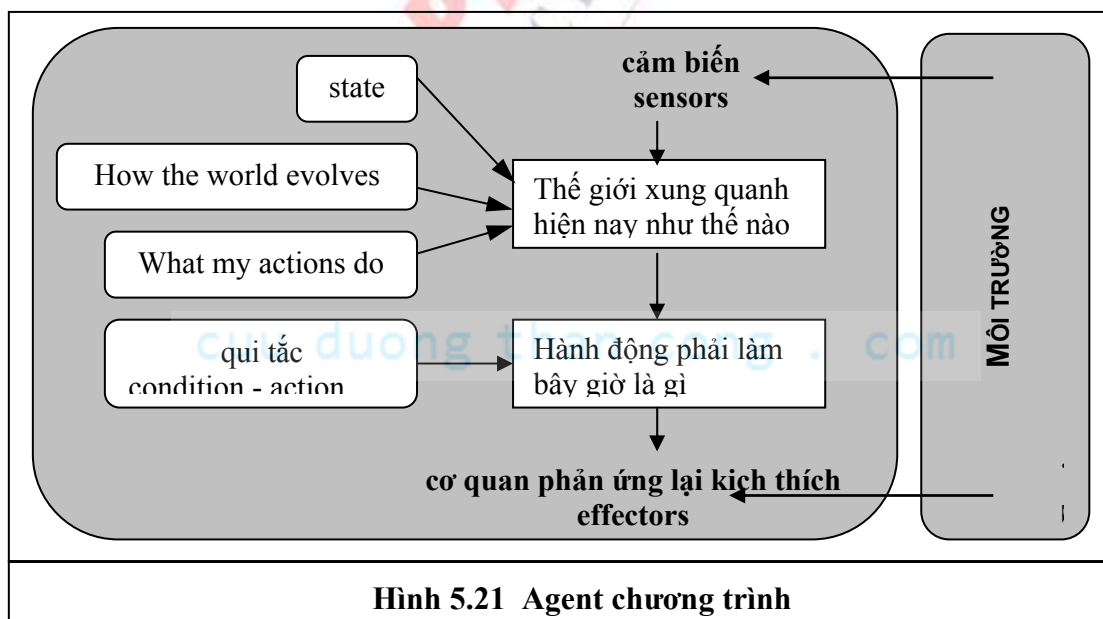 cảm biến
sensors
state
How the world evolves
Thế giới xung quanh
hiện nay như thế nào
What my actions do
MÔI TRƯỜNG
cuu duong than cong . com
qui tắc
condition - action
Hành động phải làm
bây giờ là gì
cơ quan phản ứng lại kich thích
effectors
Hình 5.21 Agent chương trình